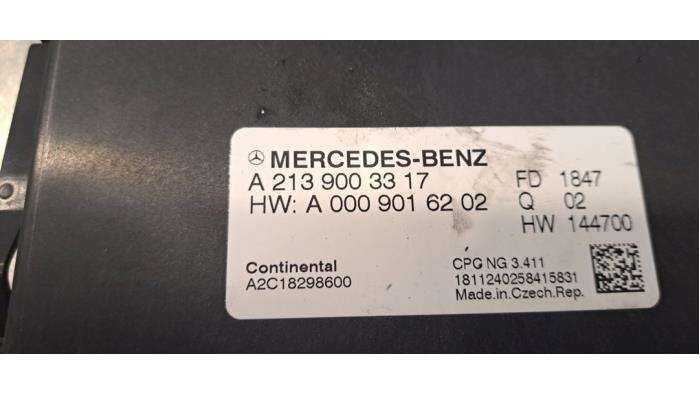 MERCEDES-BENZ
A 213 900 33 17 FD 1847
HW: A 000 901 62 02 Q 02
HW 144700
Continental CPC NG 3.411
A2C18298600 1811240258415831
Made.in.Czech.Rep.